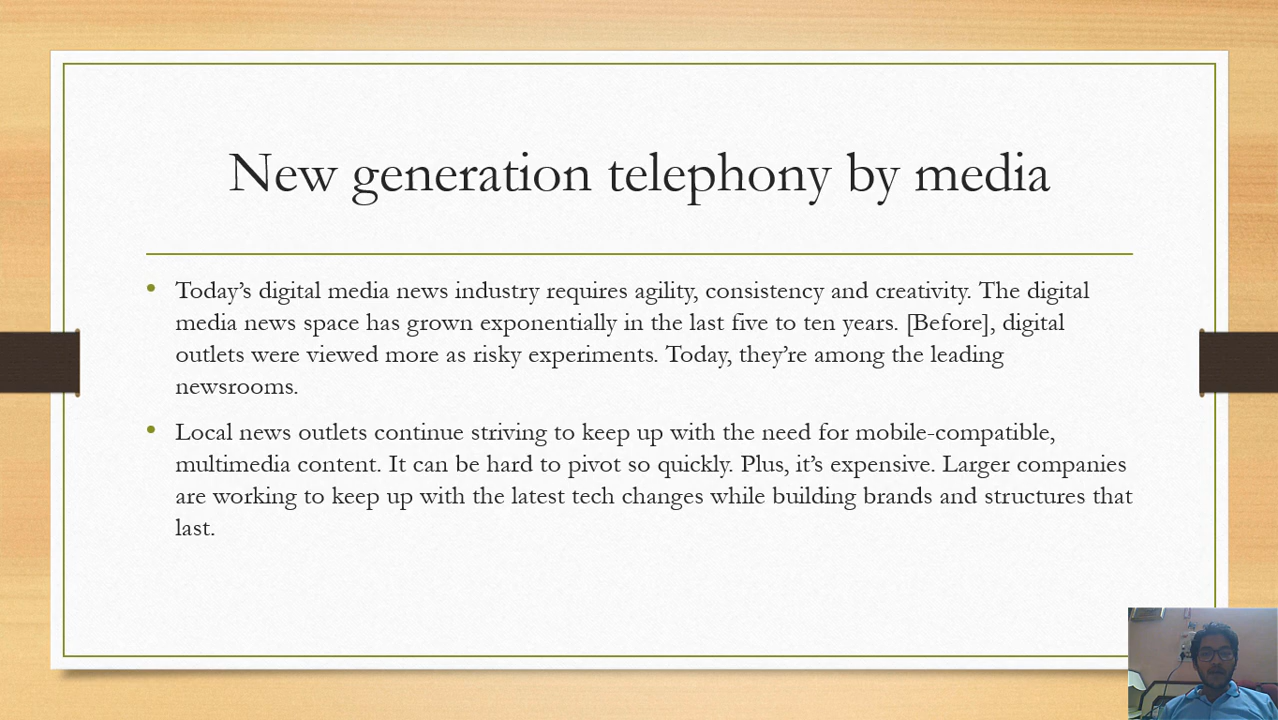 New generation telephony by media
• Today’s digital media news industry requires agility, consistency and creativity. The digital
media news space has grown exponentially in the last five to ten years. [Before], digital
outlets were viewed more as risky experiments. Today, they’re among the leading
newsrooms.
• Local news outlets continue striving to keep up with the need for mobile-compatible,
multimedia content. It can be hard to pivot so quickly. Plus, it’s expensive. Larger companies
are working to keep up with the latest tech changes while building brands and structures that
last.